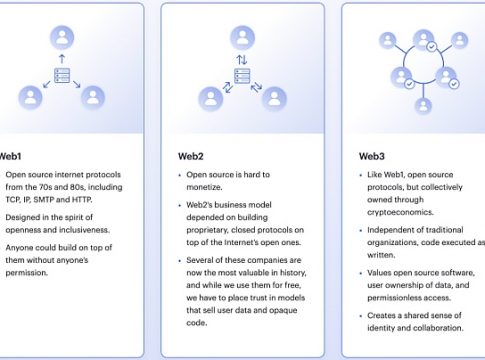 Web1
Open source internet protocols
from the 70s and 80s, including
TCP, IP, SMTP and HTTP.
Designed in the spirit of
openness and inclusiveness.
Anyone could build on top of
them without anyone's
permission.
Web2
• Open source is hard to
monetize.
• Web2's business model
depended on building
proprietary, closed protocols on
top of the Internet's open ones.
• Several of these companies are
now the most valuable in history,
and while we use them for free,
we have to place trust in models
that sell user data and opaque
code.
Web3
• Like Web1, open source
protocols, but collectively
owned through
cryptoeconomics.
• Independent of traditional
organizations, code executed as
written.
• Values open source software,
user ownership of data, and
permissionless access.
• Creates a shared sense of
identity and collaboration.